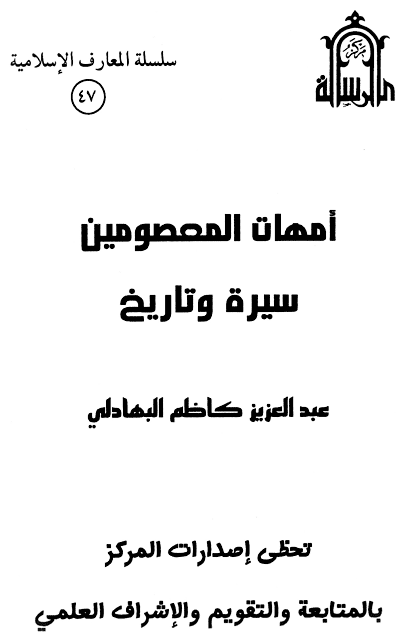 مركز
الرسالة
سلسلة المعارف الإسلامية
٤٧
أمهات المعصومين
سيرة وتاريخ
عبد العزيز كاظم البهادلي
تحظى إصدارات المركز
بالمتابعة والتقويم والإشراف العلمي